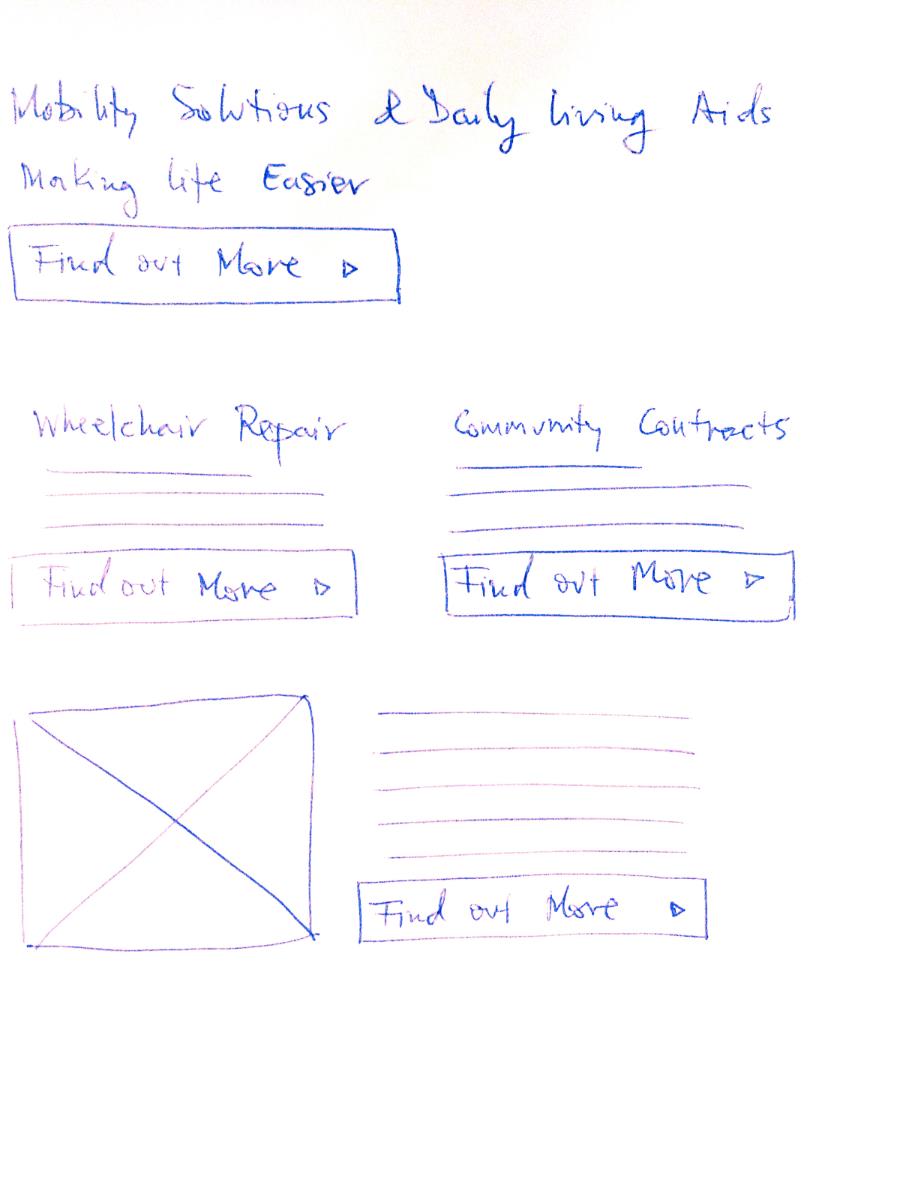 Mobility Solutions & Daily Living Aids
Making life Easier
Find out More
Wheelchair Repair
Community Contracts
Find out More
Find out More
Find out More